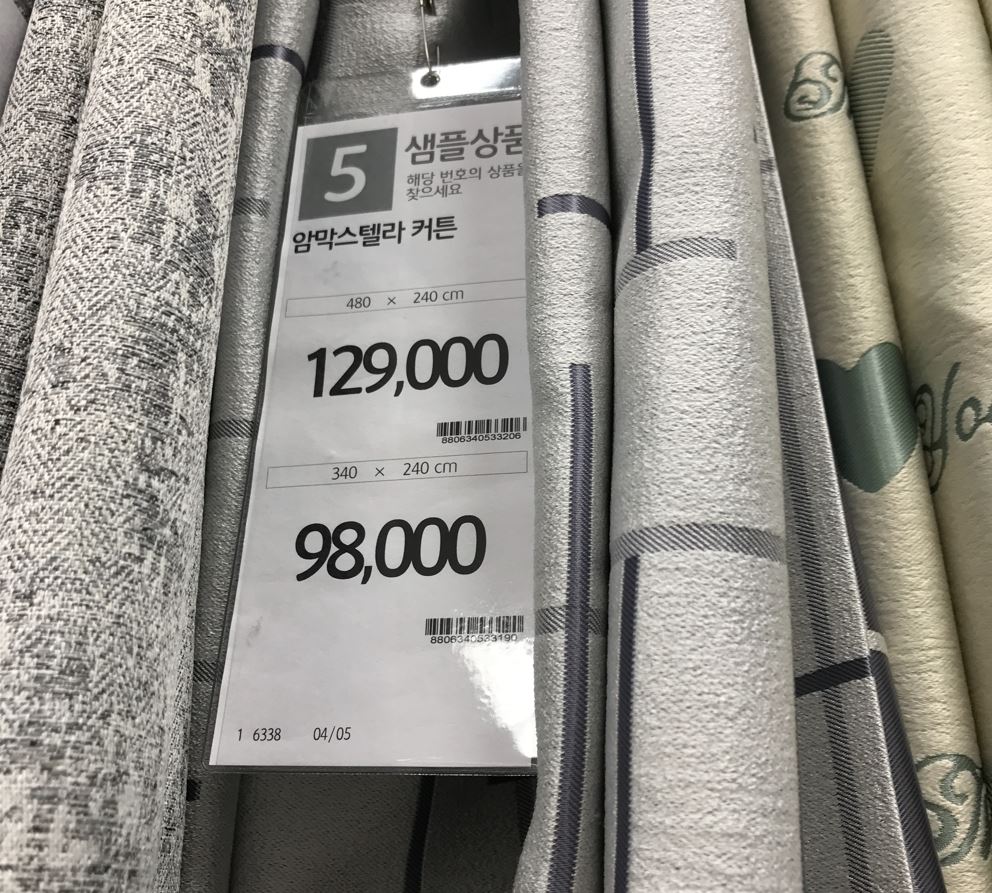 5
샘플상품
해당 번호의 상품을
찾으세요
암막스텔라 커튼
480 × 240 cm
129,000
8806340533206
340 × 240 cm
98,000
8806340533190
1 6338 04/05